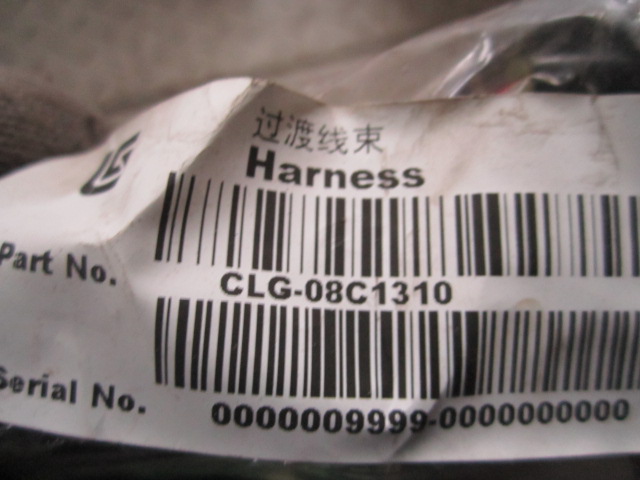 过渡线束
Harness
Part No.
CLG-08C1310
Serial No.
0000009999-0000000000